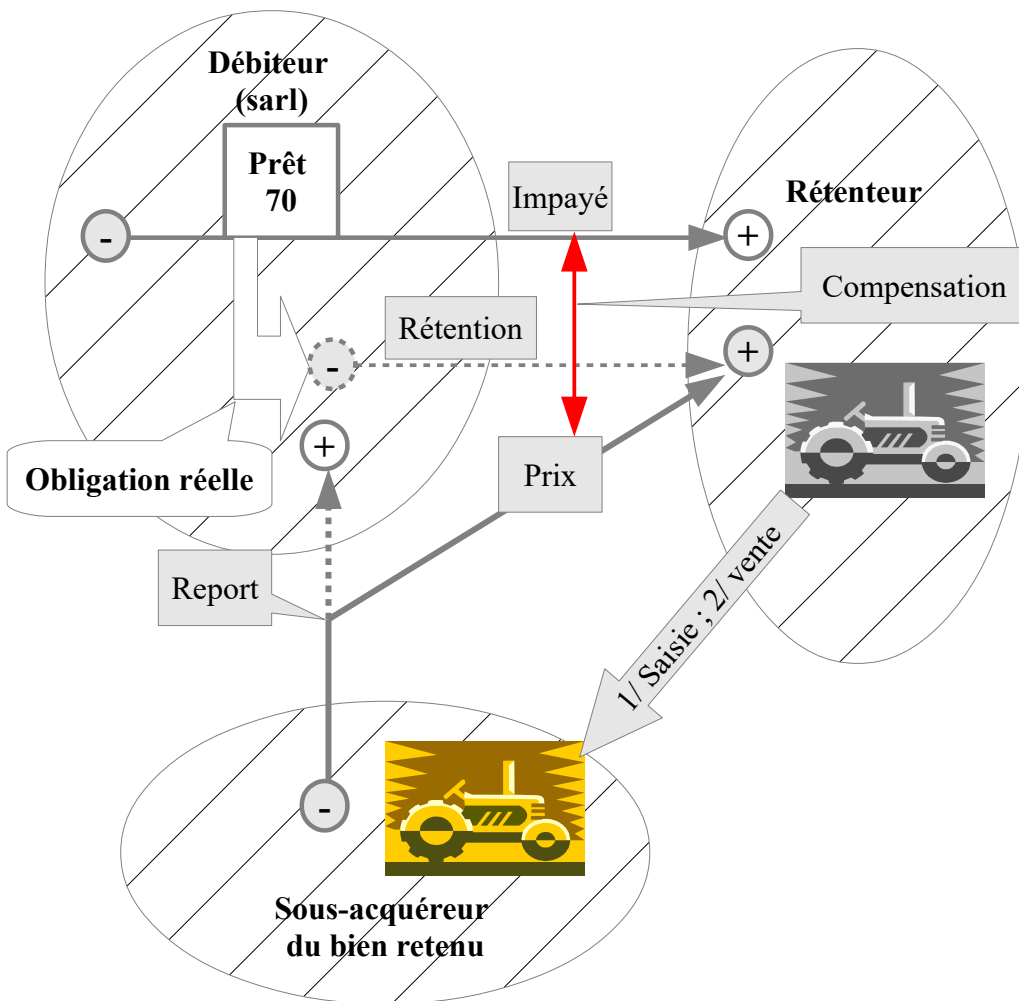 Débiteur
(sarl)
Prêt
70
Impayé
Rétenteur
-
+
Compensation
Rétention
-
+
+
Obligation réelle
Prix
Report
1/ Saisie ; 2/ vente
-
Sous-acquéreur
du bien retenu